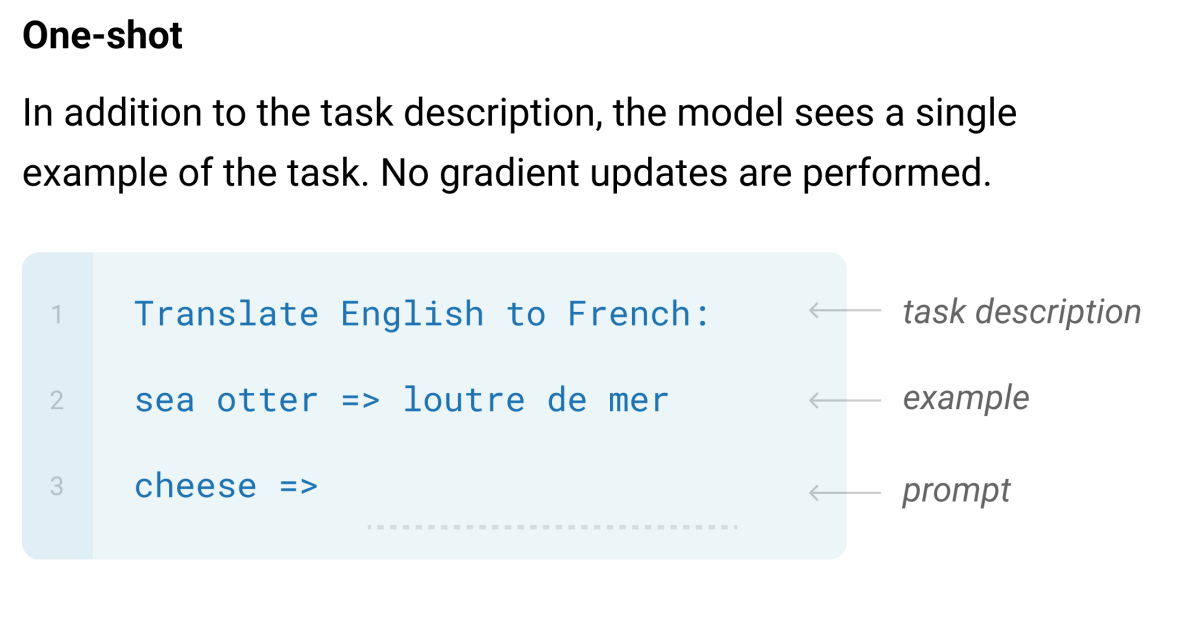 One-shot
In addition to the task description, the model sees a single
example of the task. No gradient updates are performed.
1 Translate English to French: task description
2 sea otter => loutre de mer example
3 cheese => prompt